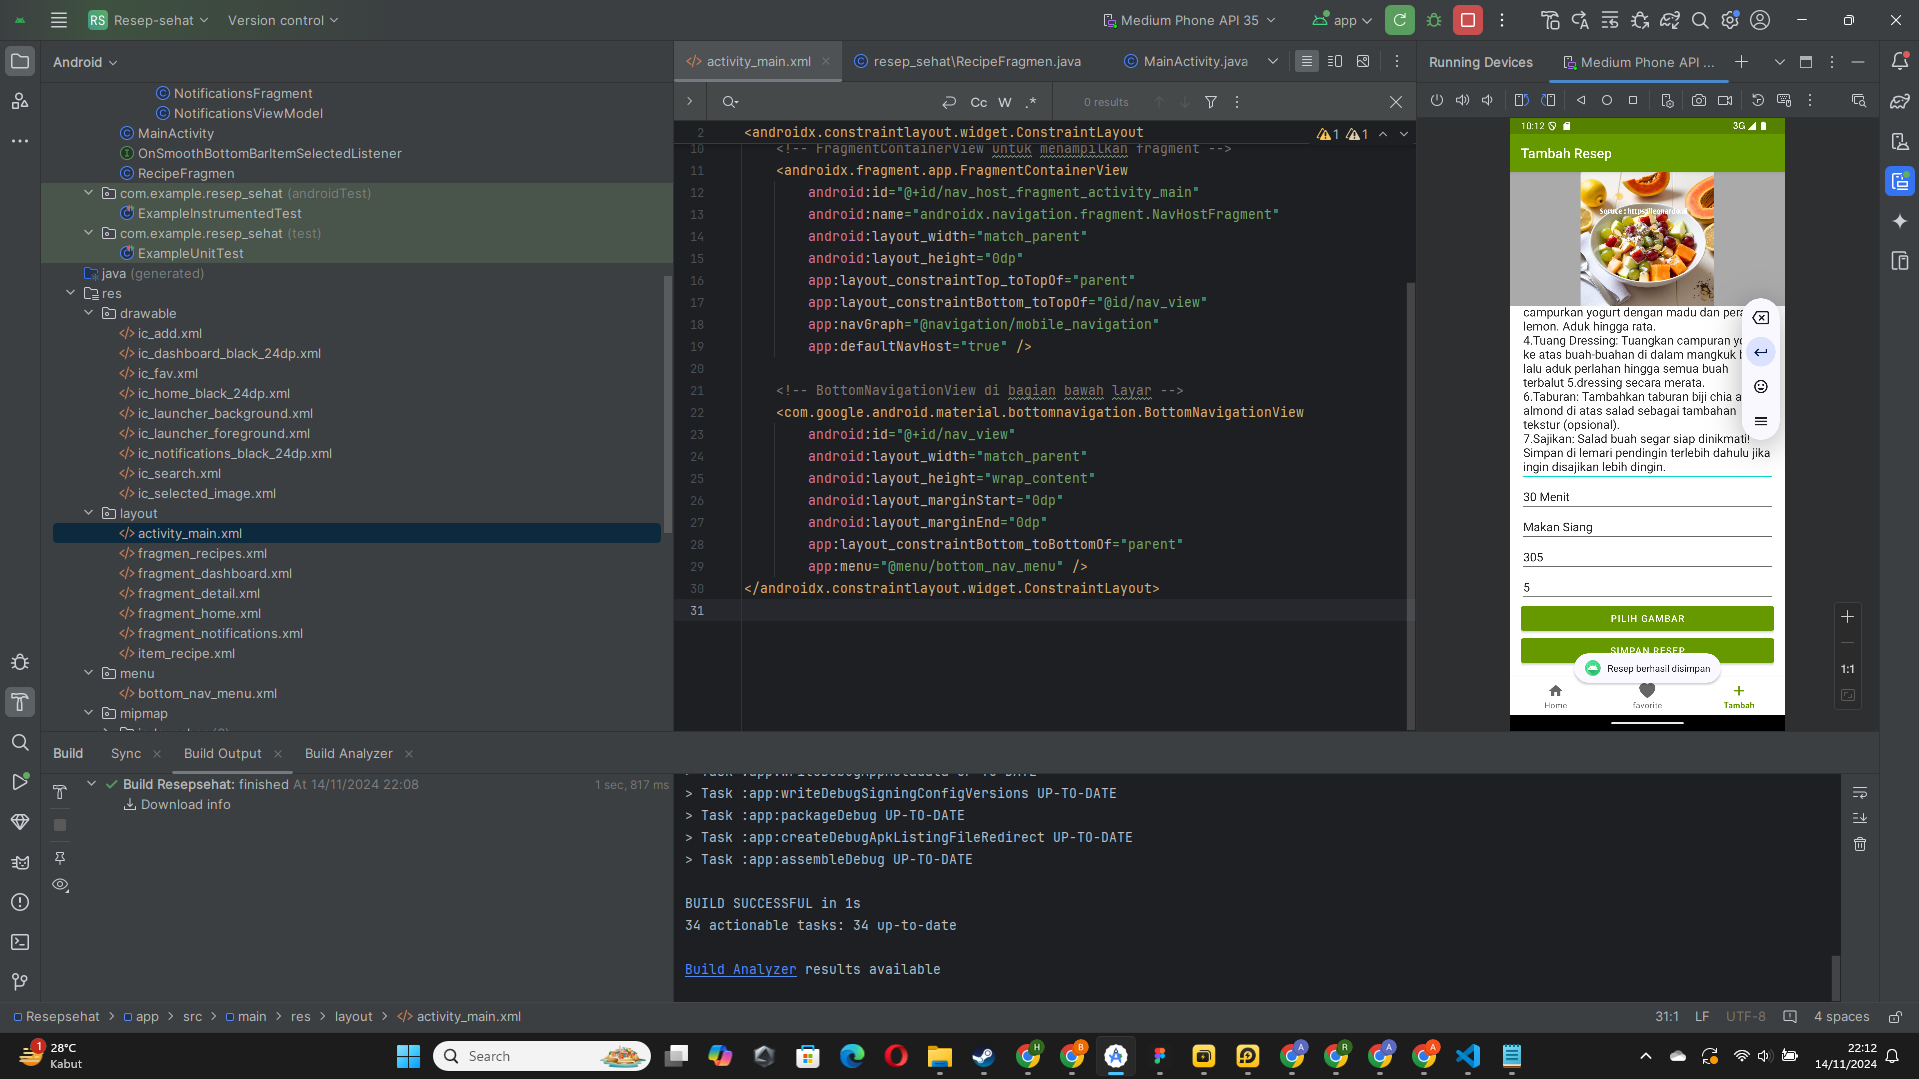 RS Resep-sehat
Version control
Medium Phone API 35
app
Android
activity_main.xml
resep_sehat\RecipeFragmen.java
MainActivity.java
Running Devices
Medium Phone API ...
NotificationsFragment
NotificationsViewModel
MainActivity
OnSmoothBottomBarItemSelectedListener
RecipeFragmen
com.example.resep_sehat (androidTest)
ExampleInstrumentedTest
com.example.resep_sehat (test)
ExampleUnitTest
java (generated)
res
drawable
ic_add.xml
ic_dashboard_black_24dp.xml
ic_fav.xml
ic_home_black_24dp.xml
ic_launcher_background.xml
ic_launcher_foreground.xml
ic_notifications_black_24dp.xml
ic_search.xml
ic_selected_image.xml
layout
activity_main.xml
fragmen_recipes.xml
fragment_dashboard.xml
fragment_detail.xml
fragment_home.xml
fragment_notifications.xml
item_recipe.xml
menu
bottom_nav_menu.xml
mipmap
Cc W .* 0 results
1 1
2 <androidx.constraintlayout.widget.ConstraintLayout
10 <!-- FragmentContainerView untuk menampilkan fragment -->
11 <androidx.fragment.app.FragmentContainerView
12 android:id="@+id/nav_host_fragment_activity_main"
13 android:name="androidx.navigation.fragment.NavHostFragment"
14 android:layout_width="match_parent"
15 android:layout_height="0dp"
16 app:layout_constraintTop_toTopOf="parent"
17 app:layout_constraintBottom_toTopOf="@id/nav_view"
18 app:navGraph="@navigation/mobile_navigation"
19 app:defaultNavHost="true" />
20
21 <!-- BottomNavigationView di bagian bawah layar -->
22 <com.google.android.material.bottomnavigation.BottomNavigationView
23 android:id="@+id/nav_view"
24 android:layout_width="match_parent"
25 android:layout_height="wrap_content"
26 android:layout_marginStart="0dp"
27 android:layout_marginEnd="0dp"
28 app:layout_constraintBottom_toBottomOf="parent"
29 app:menu="@menu/bottom_nav_menu" />
30 </androidx.constraintlayout.widget.ConstraintLayout>
31
10:12 3G
Tambah Resep
campurkan yogurt dengan madu dan
lemon. Aduk hingga rata.
4.Tuang Dressing: Tuangkan campuran
ke atas buah-buahan di dalam mangkuk
lalu aduk perlahan hingga semua buah
terbalut 5.dressing secara merata.
6.Taburan: Tambahkan taburan biji chia
almond di atas salad sebagai tambahan
tekstur (opsional).
7.Sajikan: Salad buah segar siap dinikmati!
Simpan di lemari pendingin terlebih dahulu jika
ingin disajikan lebih dingin.
30 Menit
Makan Siang
305
5
PILIH GAMBAR
SIMPAN RESEP
Resep berhasil disimpan
Home
favorite
Tambah
1:1
Build
Sync
Build Output
Build Analyzer
Build Resepsehat: finished At 14/11/2024 22:08 1 sec, 817 ms
Download info
> Task :app:writeDebugAppMetadata UP-TO-DATE
> Task :app:writeDebugSigningConfigVersions UP-TO-DATE
> Task :app:packageDebug UP-TO-DATE
> Task :app:createDebugApkListingFileRedirect UP-TO-DATE
> Task :app:assembleDebug UP-TO-DATE
BUILD SUCCESSFUL in 1s
34 actionable tasks: 34 up-to-date
Build Analyzer results available
Resepsehat > app > src > main > res > layout > activity_main.xml
31:1 LF UTF-8 4 spaces
1
28°C
Kabut
Search
22:12
14/11/2024